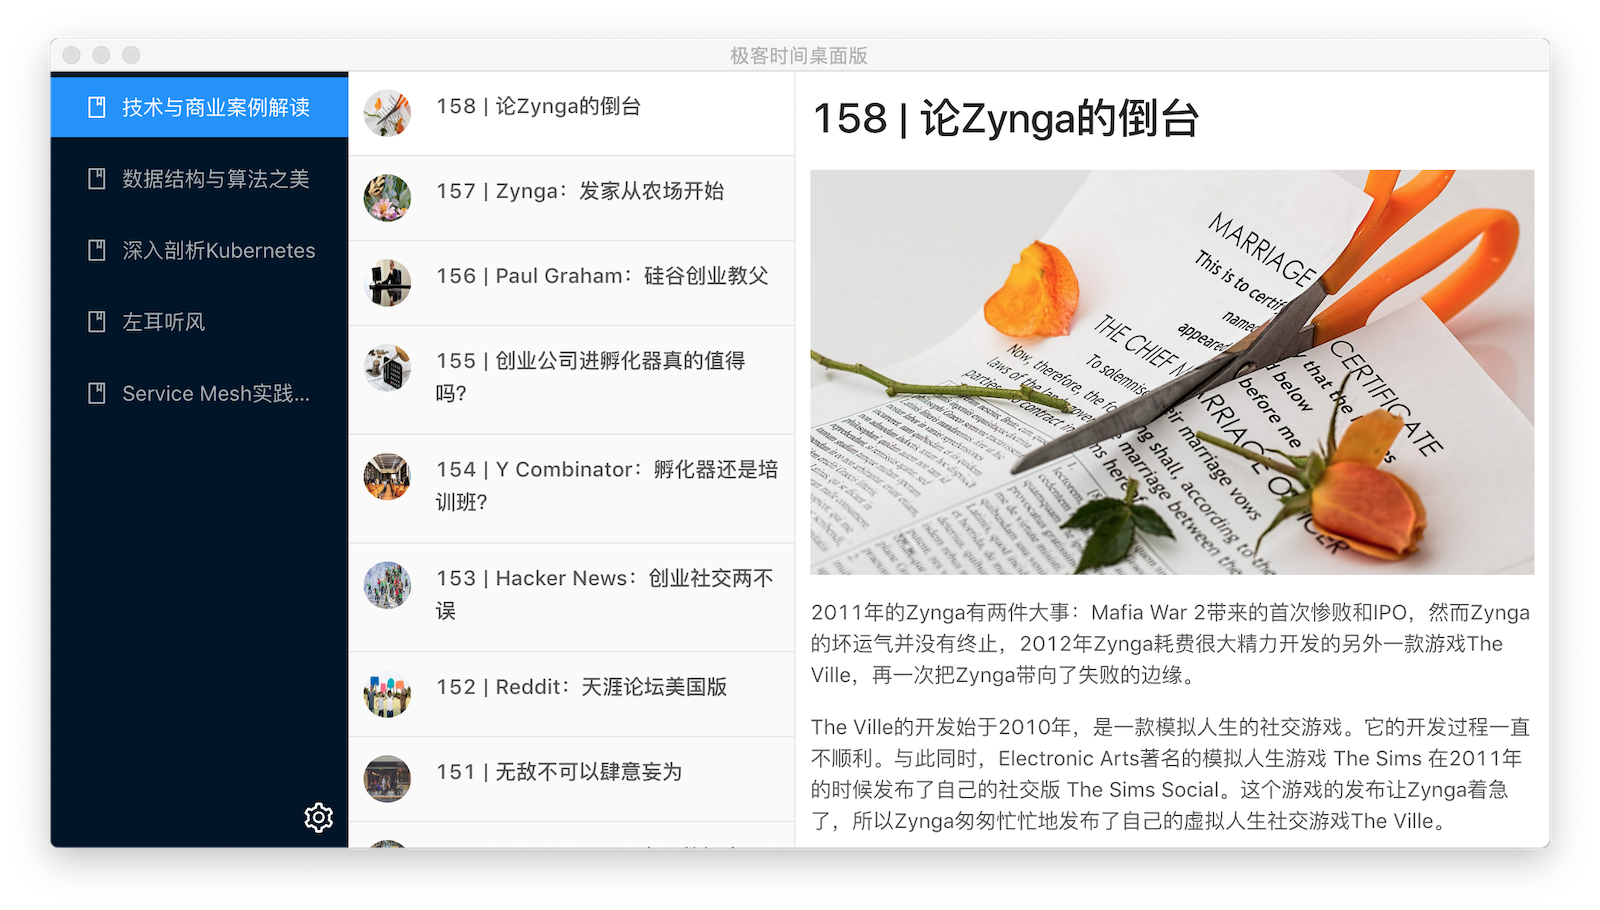 极客时间桌面版
技术与商业案例解读
数据结构与算法之美
深入剖析Kubernetes
左耳听风
Service Mesh实践...
158 | 论Zynga的倒台
157 | Zynga：发家从农场开始
156 | Paul Graham：硅谷创业教父
155 | 创业公司进孵化器真的值得
吗？
154 | Y Combinator：孵化器还是培
训班？
153 | Hacker News：创业社交两不
误
152 | Reddit：天涯论坛美国版
151 | 无敌不可以肆意妄为
158 | 论Zynga的倒台
MARRIAGE
This is to certify
named
appeared
THE CHIEF
Now, therefore, the
laws of the
To solemnise
CERTIFICATE
that the
below
before me
MARRIAGE
OFFICER
marriage vows
shall, according to the
marriage between the
2011年的Zynga有两件大事：Mafia War 2带来的首次惨败和IPO，然而Zynga
的坏运气并没有终止，2012年Zynga耗费很大精力开发的另外一款游戏The
Ville，再一次把Zynga带向了失败的边缘。
The Ville的开发始于2010年，是一款模拟人生的社交游戏。它的开发过程一直
不顺利。与此同时，Electronic Arts著名的模拟人生游戏 The Sims 在2011年
的时候发布了自己的社交版 The Sims Social。这个游戏的发布让Zynga着急
了，所以Zynga匆匆忙忙地发布了自己的虚拟人生社交游戏The Ville。